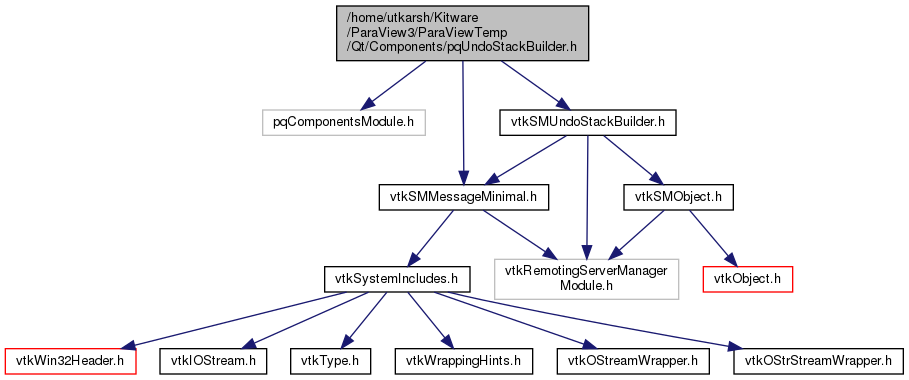 /home/utkarsh/Kitware
/ParaView3/ParaViewTemp
/Qt/Components/pqUndoStackBuilder.h
pqComponentsModule.h
vtkSMUndoStackBuilder.h
vtkSMMessageMinimal.h
vtkSMObject.h
vtkSystemIncludes.h
vtkRemotingServerManager
Module.h
vtkObject.h
vtkWin32Header.h
vtkIOStream.h
vtkType.h
vtkWrappingHints.h
vtkOStreamWrapper.h
vtkOStrStreamWrapper.h